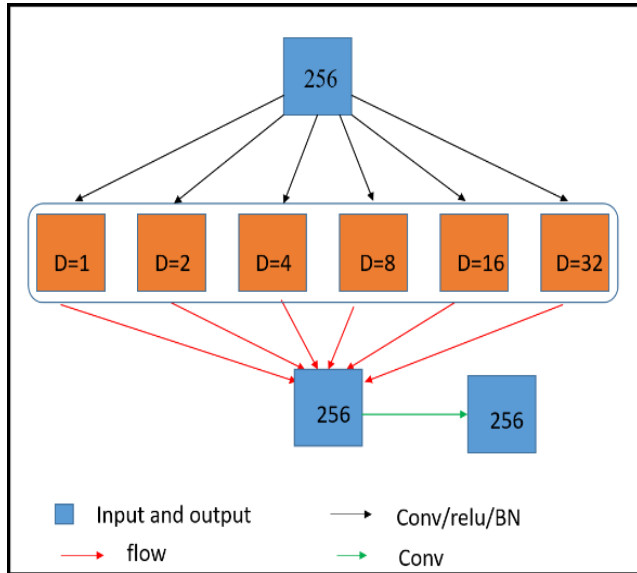 256
D=1 D=2 D=4 D=8 D=16 D=32
256 256
Input and output Conv/relu/BN
flow Conv